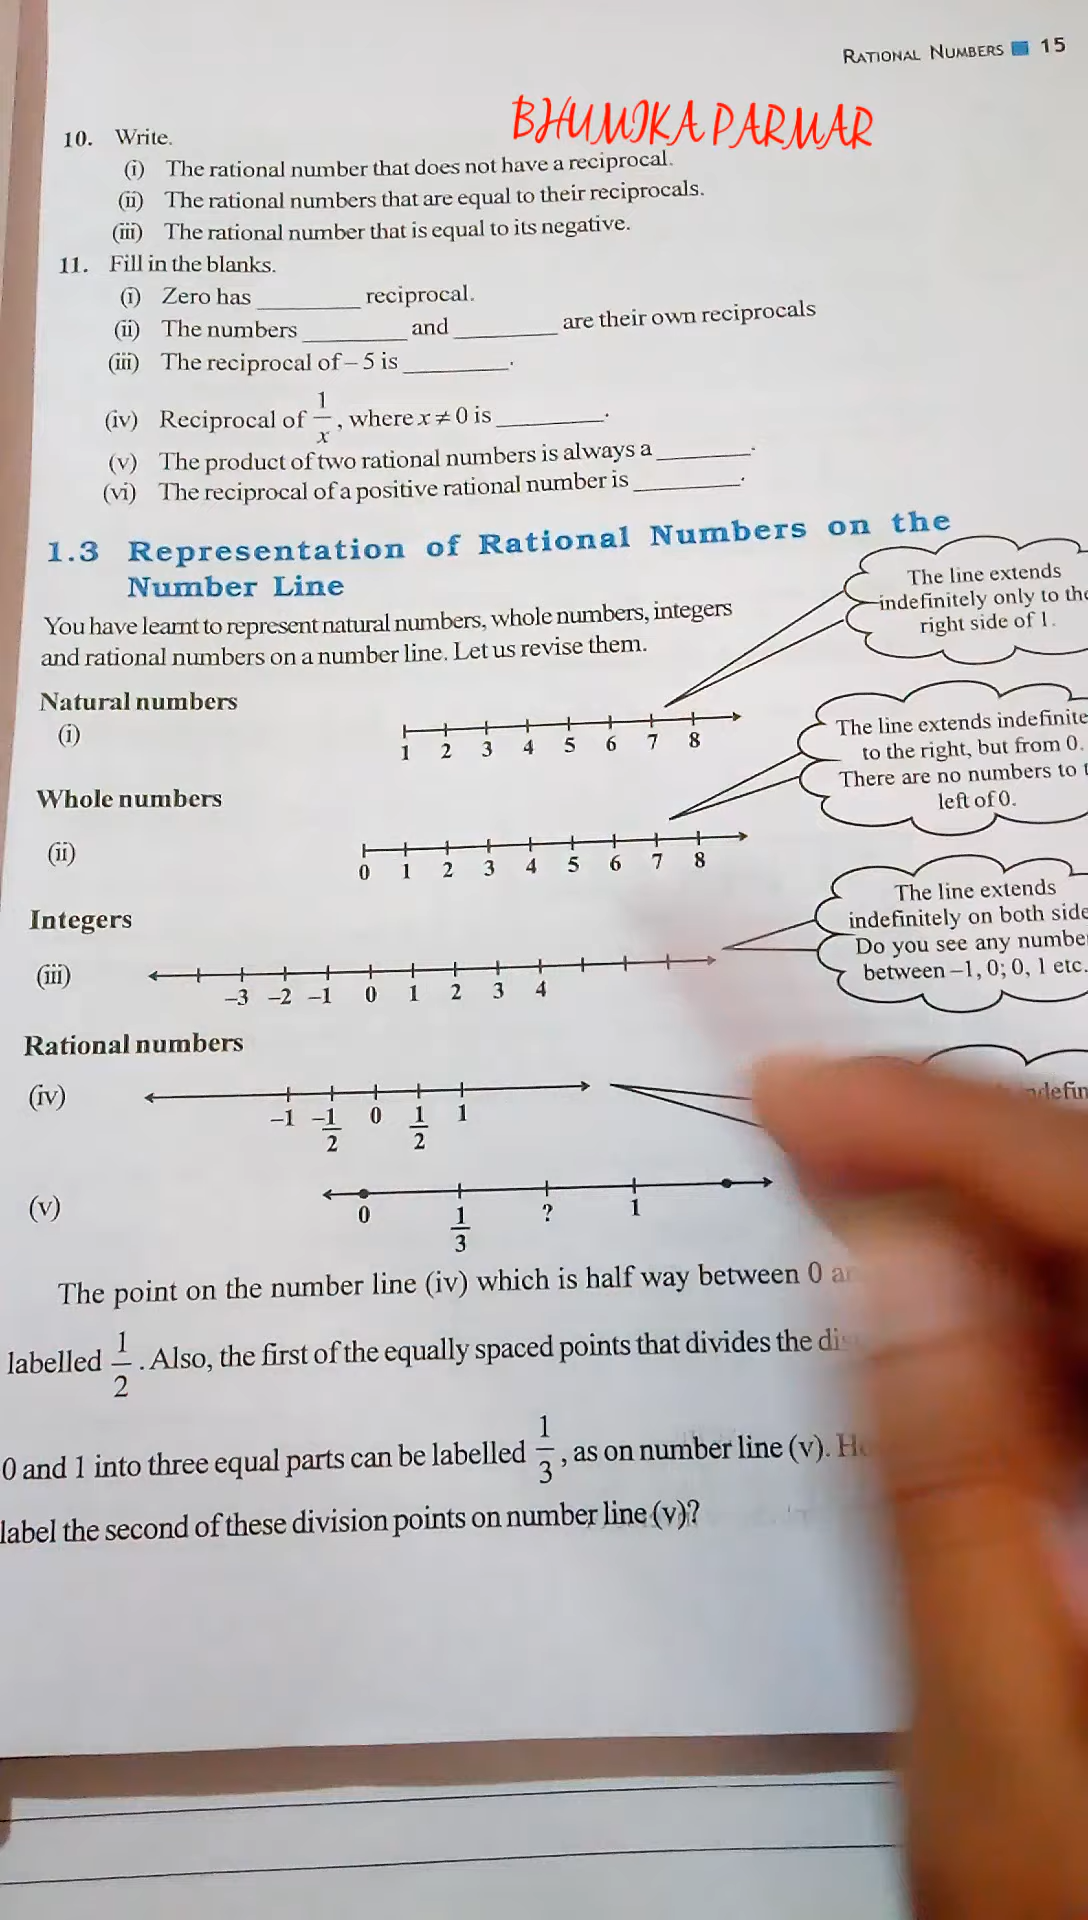 RATIONAL NUMBERS 15
BHUMIKA PARMAR
10. Write.
(i) The rational number that does not have a reciprocal.
(ii) The rational numbers that are equal to their reciprocals.
(iii) The rational number that is equal to its negative.
11. Fill in the blanks.
(i) Zero has ________ reciprocal.
(ii) The numbers ________ and ________ are their own reciprocals
(iii) The reciprocal of – 5 is ________.
(iv) Reciprocal of 1/x, where x ≠ 0 is ________.
(v) The product of two rational numbers is always a ________.
(vi) The reciprocal of a positive rational number is ________.
1.3 Representation of Rational Numbers on the
Number Line
You have learnt to represent natural numbers, whole numbers, integers
and rational numbers on a number line. Let us revise them.
The line extends
indefinitely only to the
right side of 1.
Natural numbers
(i)
1 2 3 4 5 6 7 8
The line extends indefinite
to the right, but from 0.
There are no numbers to
left of 0.
Whole numbers
(ii)
0 1 2 3 4 5 6 7 8
The line extends
indefinitely on both side
Do you see any numbe
between –1, 0; 0, 1 etc.
Integers
(iii)
–3 –2 –1 0 1 2 3 4
Rational numbers
(iv)
–1 –1/2 0 1/2 1
(v)
0 1/3 ? 1
The point on the number line (iv) which is half way between 0
labelled 1/2. Also, the first of the equally spaced points that divides the
0 and 1 into three equal parts can be labelled 1/3, as on number line (v).
label the second of these division points on number line (v)?